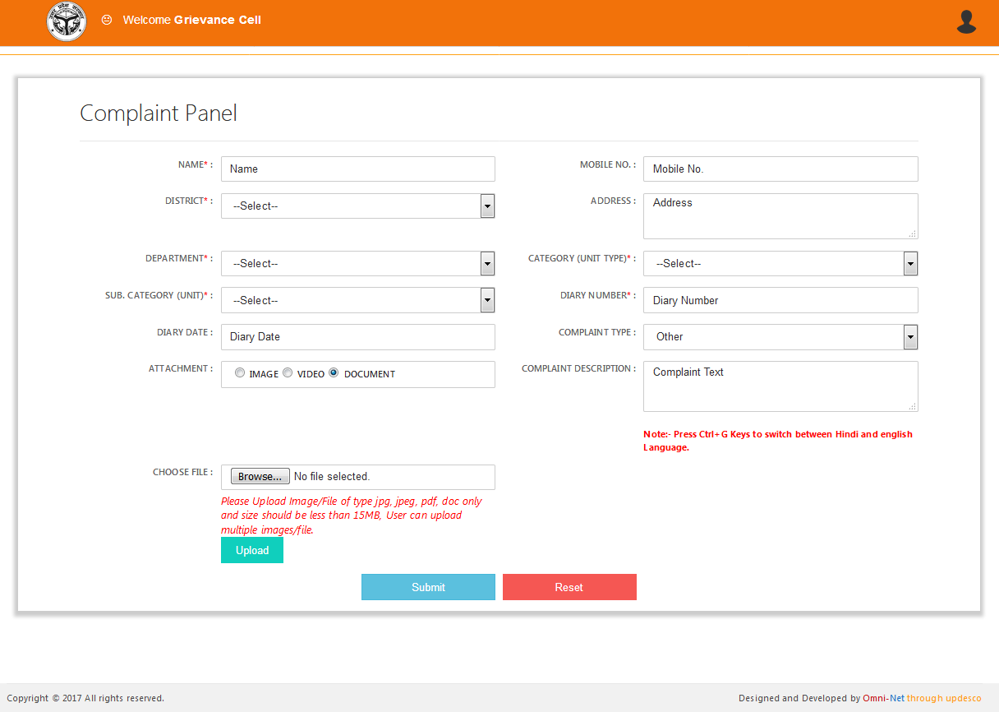 Welcome Grievance Cell
Complaint Panel
NAME* :
Name
MOBILE NO. :
Mobile No.
DISTRICT* :
--Select--
ADDRESS :
Address
DEPARTMENT* :
--Select--
CATEGORY (UNIT TYPE)* :
--Select--
SUB. CATEGORY (UNIT)* :
--Select--
DIARY NUMBER* :
Diary Number
DIARY DATE :
Diary Date
COMPLAINT TYPE :
Other
ATTACHMENT :
IMAGE VIDEO DOCUMENT
COMPLAINT DESCRIPTION :
Complaint Text
Note:- Press Ctrl+G Keys to switch between Hindi and english
Language.
CHOOSE FILE :
Browse... No file selected.
Please Upload Image/File of type jpg, jpeg, pdf, doc only
and size should be less than 15MB, User can upload
multiple images/file.
Upload
Submit
Reset
Copyright © 2017 All rights reserved.
Designed and Developed by Omni-Net through updesco